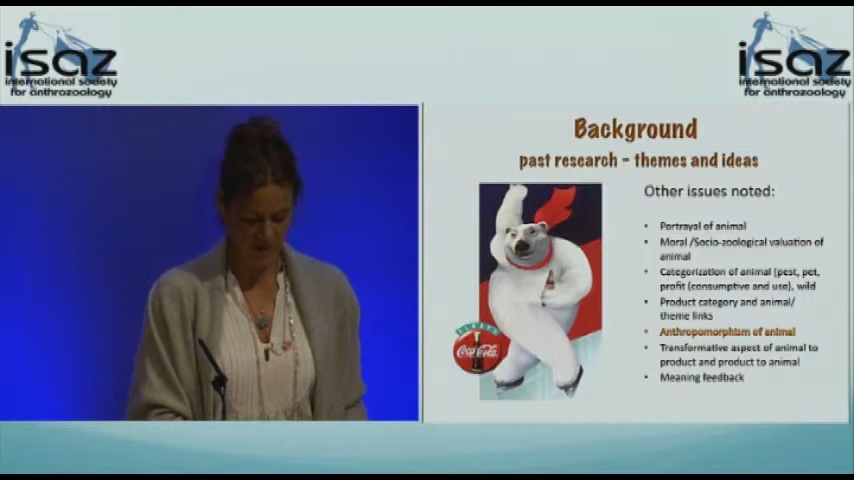 isaz
international society
for anthrozoology
isaz
international society
for anthrozoology
Background
past research – themes and ideas
Other issues noted:
• Portrayal of animal
• Moral /Socio-zoological valuation of
animal
• Categorization of animal (pest, pet,
profit (consumptive and use), wild
• Product category and animal/
theme links
• Anthropomorphism of animal
• Transformative aspect of animal to
product and product to animal
• Meaning feedback
Coca-Cola